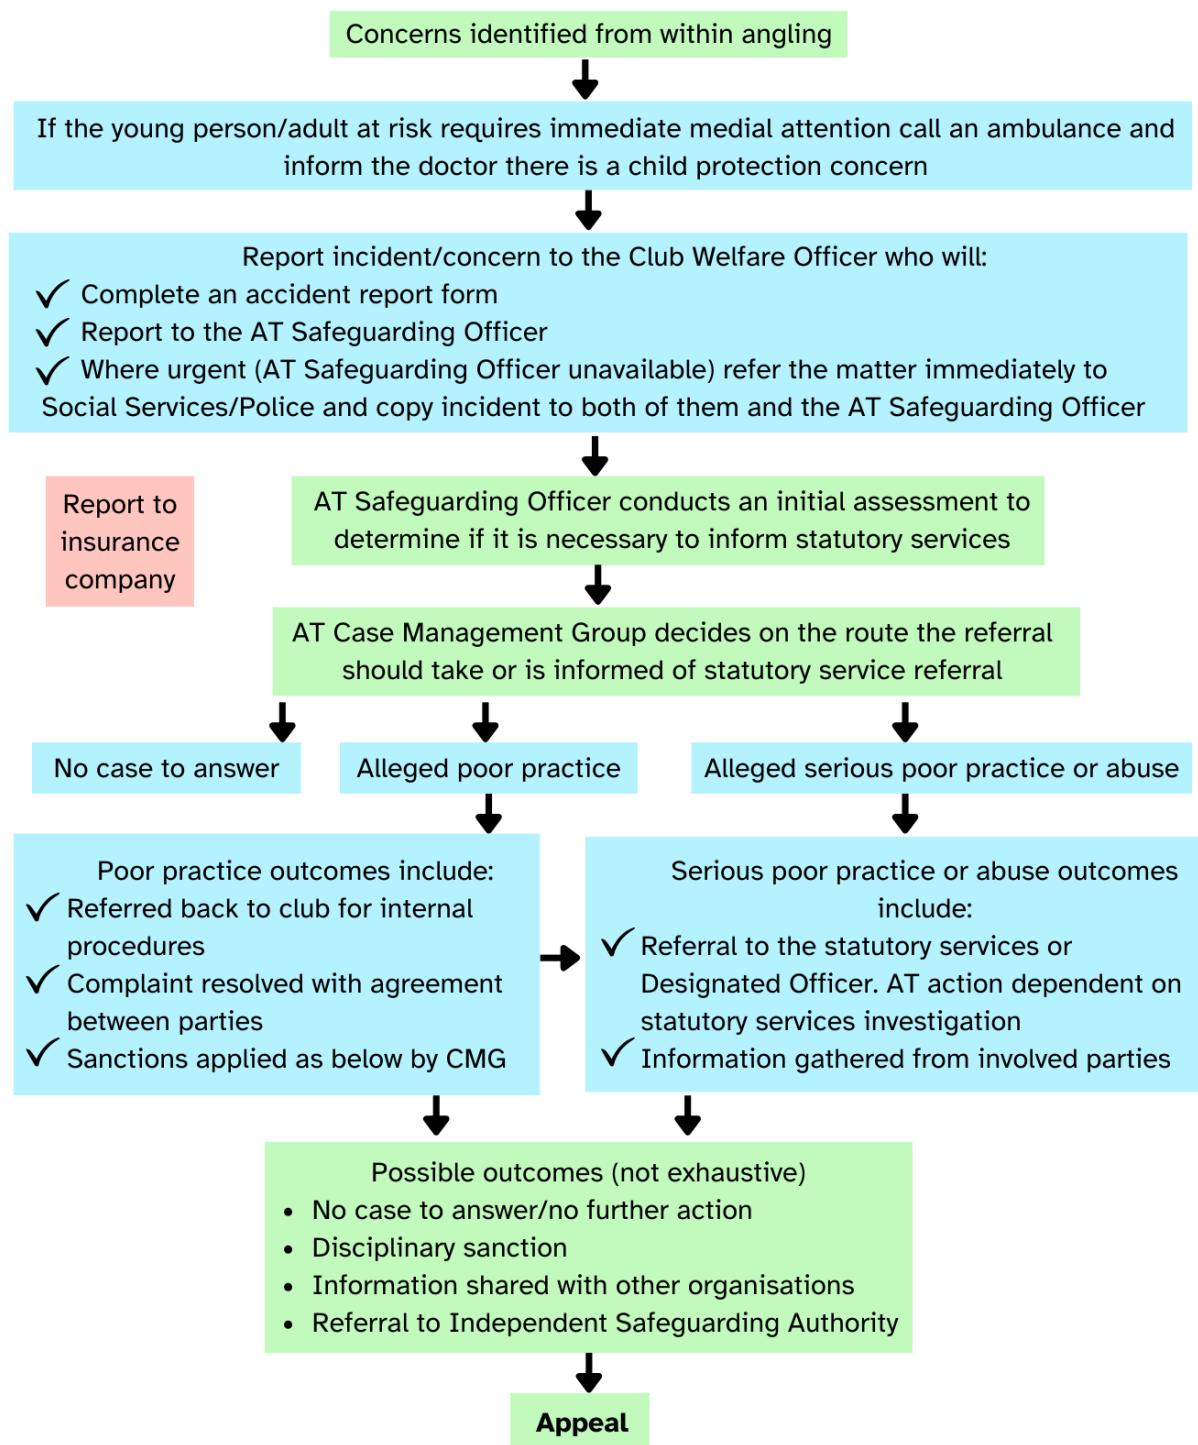 Concerns identified from within angling
If the young person/adult at risk requires immediate medial attention call an ambulance and
inform the doctor there is a child protection concern
Report incident/concern to the Club Welfare Officer who will:
✓ Complete an accident report form
✓ Report to the AT Safeguarding Officer
✓ Where urgent (AT Safeguarding Officer unavailable) refer the matter immediately to
Social Services/Police and copy incident to both of them and the AT Safeguarding Officer
Report to
insurance
company
AT Safeguarding Officer conducts an initial assessment to
determine if it is necessary to inform statutory services
AT Case Management Group decides on the route the referral
should take or is informed of statutory service referral
No case to answer
Alleged poor practice
Alleged serious poor practice or abuse
Poor practice outcomes include:
✓ Referred back to club for internal
procedures
✓ Complaint resolved with agreement
between parties
✓ Sanctions applied as below by CMG
Serious poor practice or abuse outcomes
include:
✓ Referral to the statutory services or
Designated Officer. AT action dependent on
statutory services investigation
✓ Information gathered from involved parties
Possible outcomes (not exhaustive)
• No case to answer/no further action
• Disciplinary sanction
• Information shared with other organisations
• Referral to Independent Safeguarding Authority
Appeal